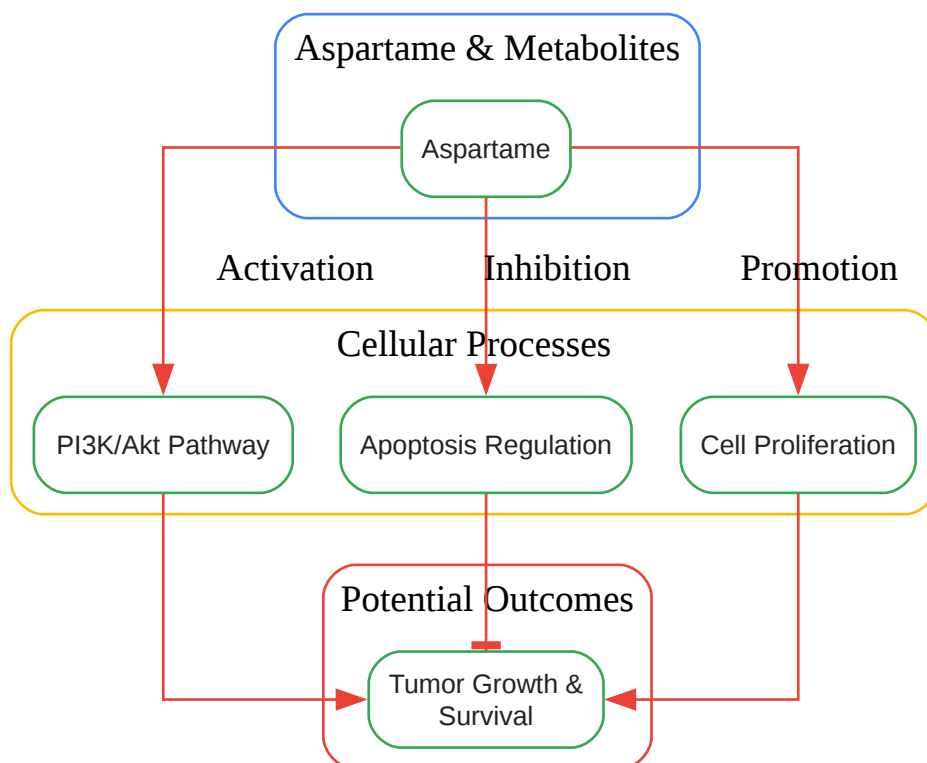 Aspartame & Metabolites
Aspartame
Activation
Inhibition
Promotion
Cellular Processes
PI3K/Akt Pathway
Apoptosis Regulation
Cell Proliferation
Potential Outcomes
Tumor Growth &
Survival